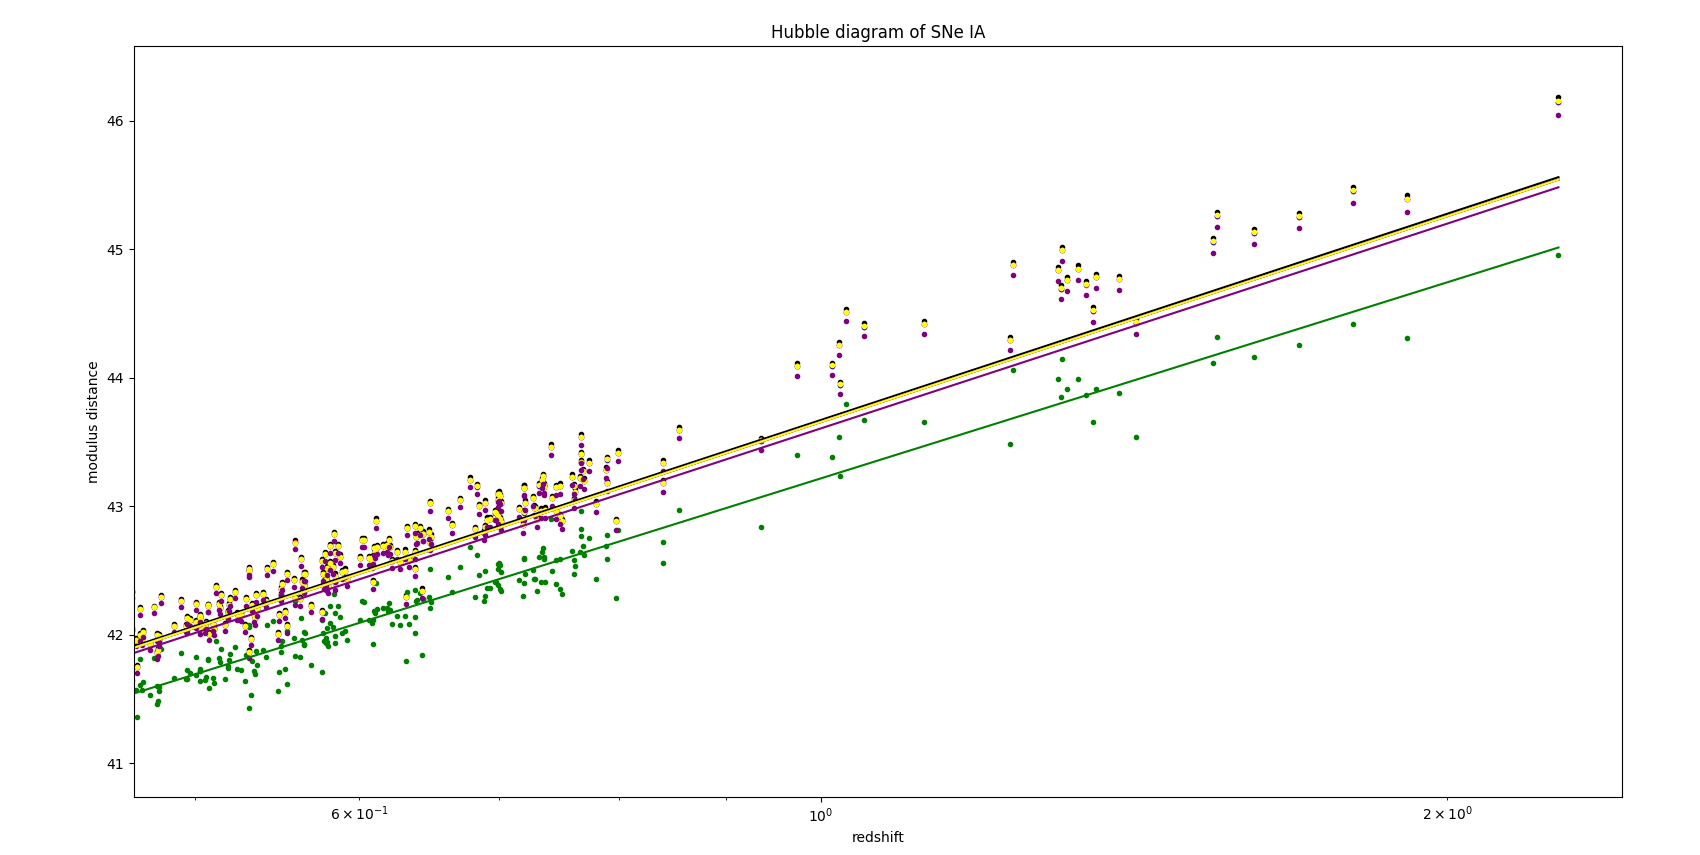 Hubble diagram of SNe IA
46
45
44
43
42
41
modulus distance
6 × 10⁻¹
10⁰
2 × 10⁰
redshift